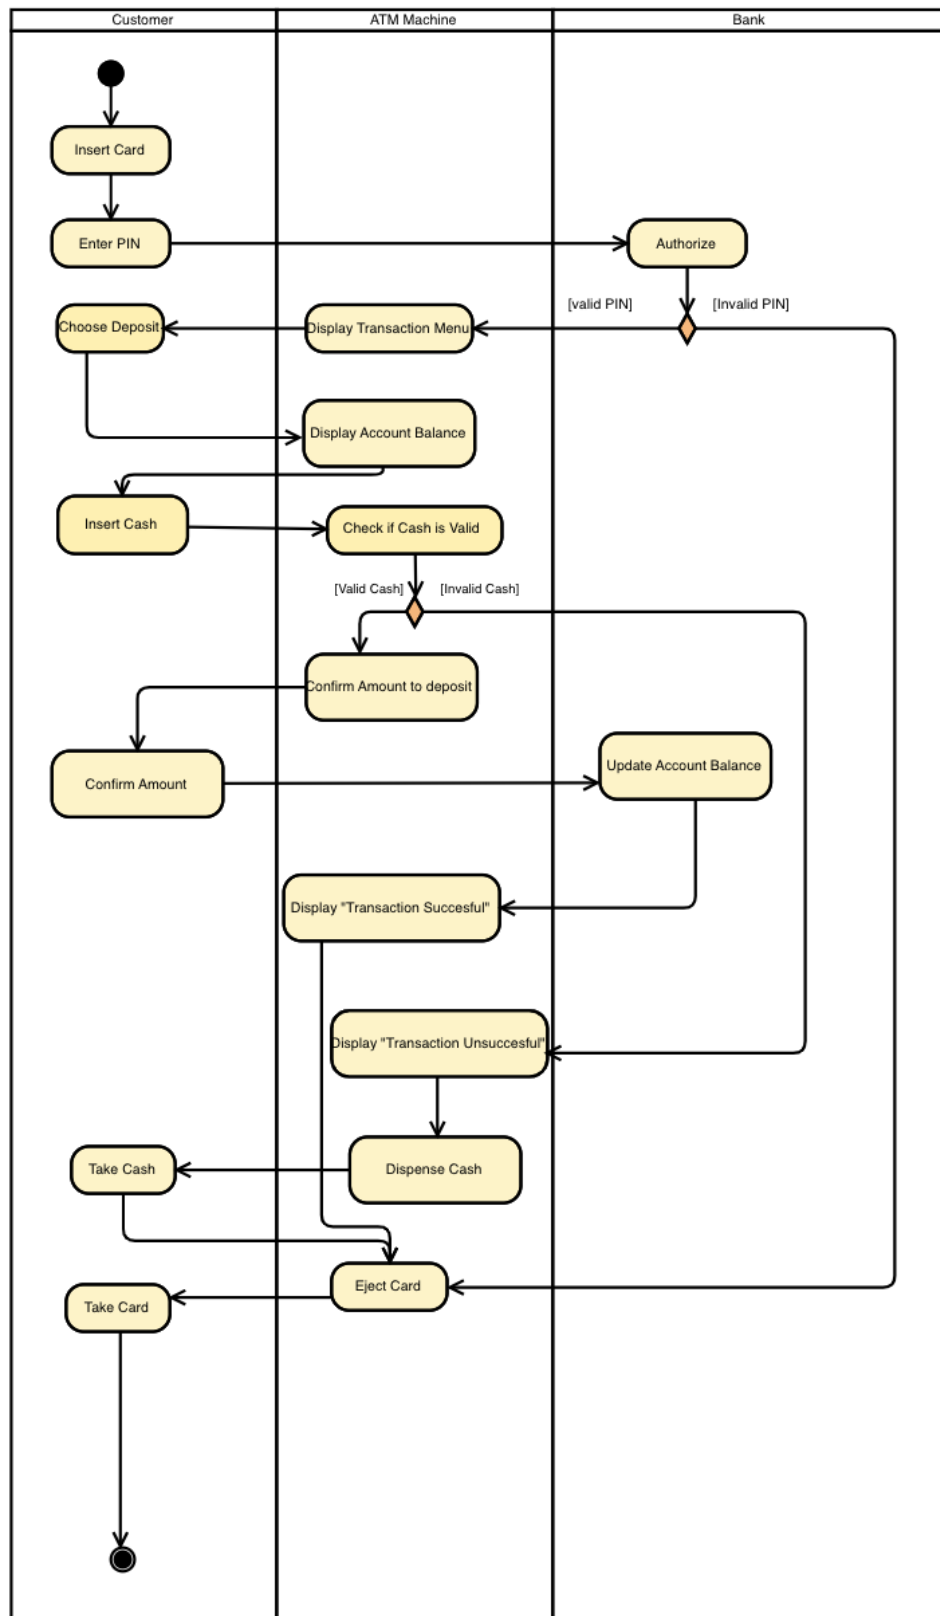 Customer
ATM Machine
Bank
Insert Card
Enter PIN
Authorize
[valid PIN]
[Invalid PIN]
Choose Deposit
Display Transaction Menu
Display Account Balance
Insert Cash
Check if Cash is Valid
[Valid Cash]
[Invalid Cash]
Confirm Amount to deposit
Confirm Amount
Update Account Balance
Display "Transaction Succesful"
Display "Transaction Unsuccesful"
Take Cash
Dispense Cash
Eject Card
Take Card